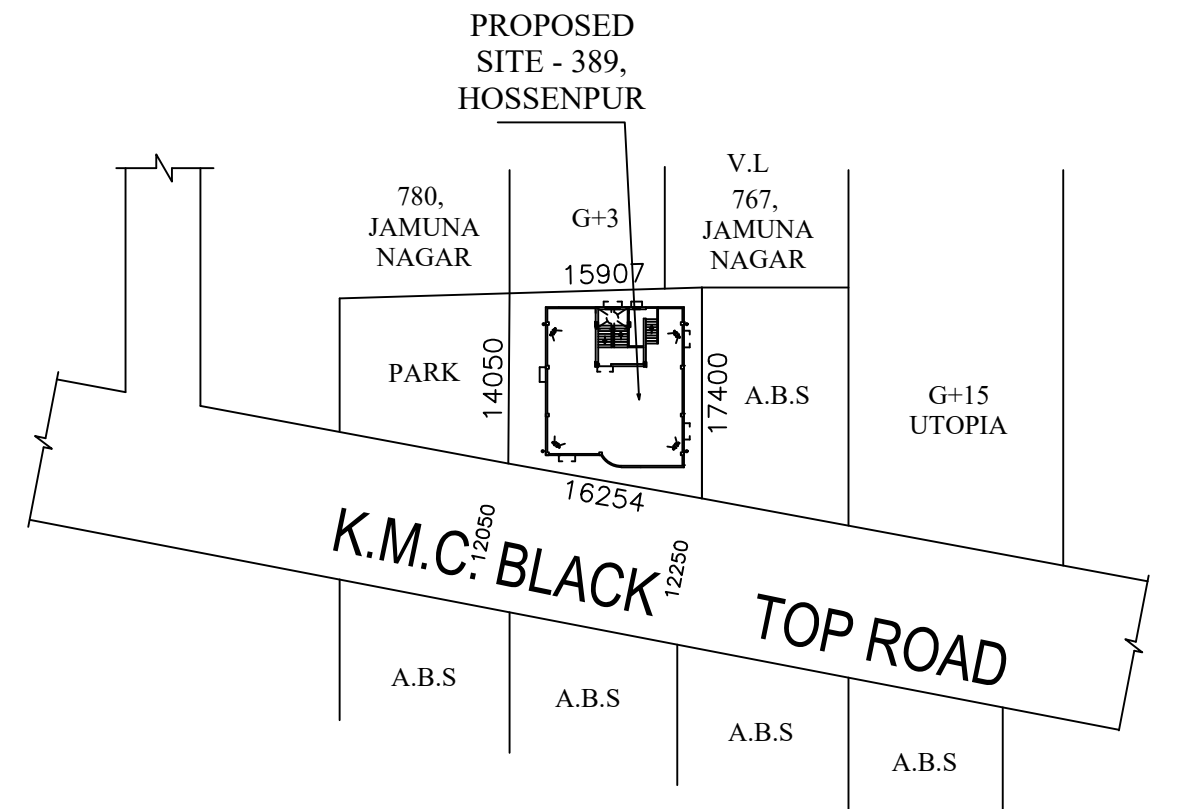 PROPOSED
SITE - 389,
HOSSENPUR
V.L
780,
JAMUNA
NAGAR
G+3
767,
JAMUNA
NAGAR
15907
PARK
14050
17400
A.B.S
G+15
UTOPIA
16254
K.M.C. BLACK TOP ROAD
12050
12250
A.B.S
A.B.S
A.B.S
A.B.S